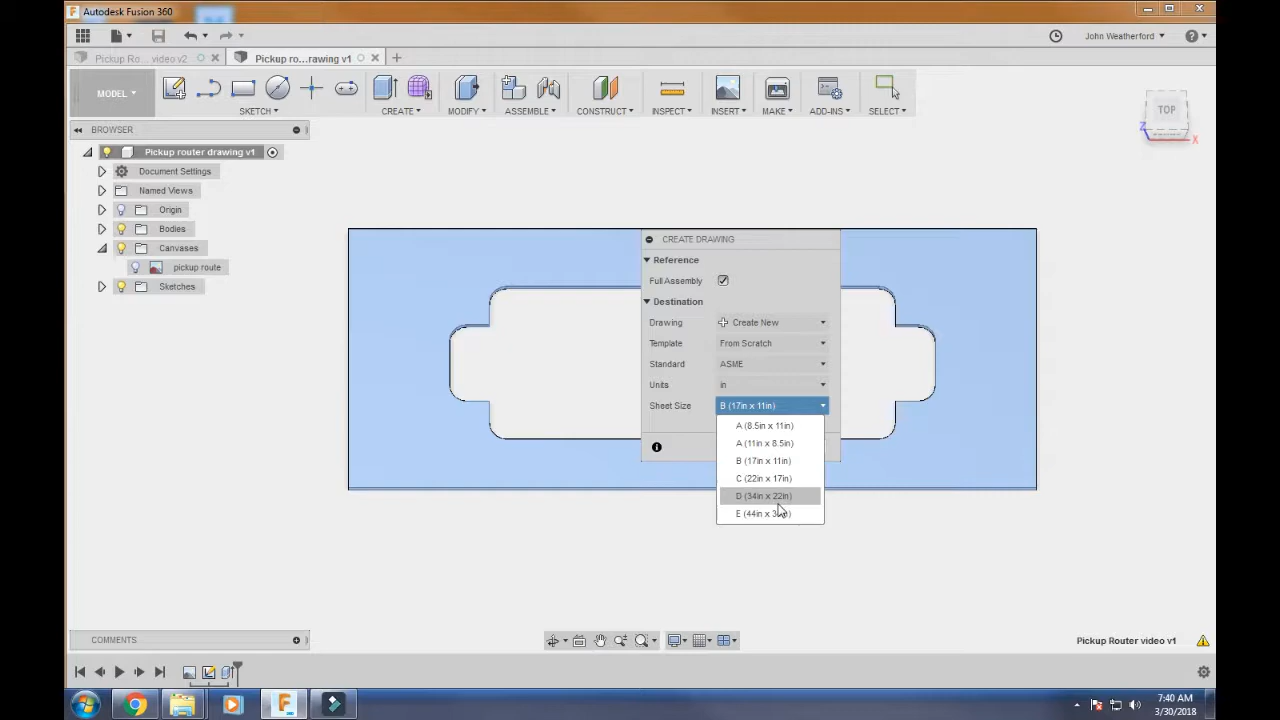 Autodesk Fusion 360
John Weatherford
Pickup Ro... video v2
Pickup ro...rawing v1
MODEL
SKETCH
CREATE
MODIFY
ASSEMBLE
CONSTRUCT
INSPECT
INSERT
MAKE
ADD-INS
SELECT
TOP
Z
X
BROWSER
Pickup router drawing v1
Document Settings
Named Views
Origin
Bodies
Canvases
pickup route
Sketches
CREATE DRAWING
Reference
Full Assembly
Destination
Drawing
Create New
Template
From Scratch
Standard
ASME
Units
in
Sheet Size
B (17in x 11in)
A (8.5in x 11in)
A (11in x 8.5in)
B (17in x 11in)
C (22in x 17in)
D (34in x 22in)
E (44in x
COMMENTS
Pickup Router video v1
7:40 AM
3/30/2018